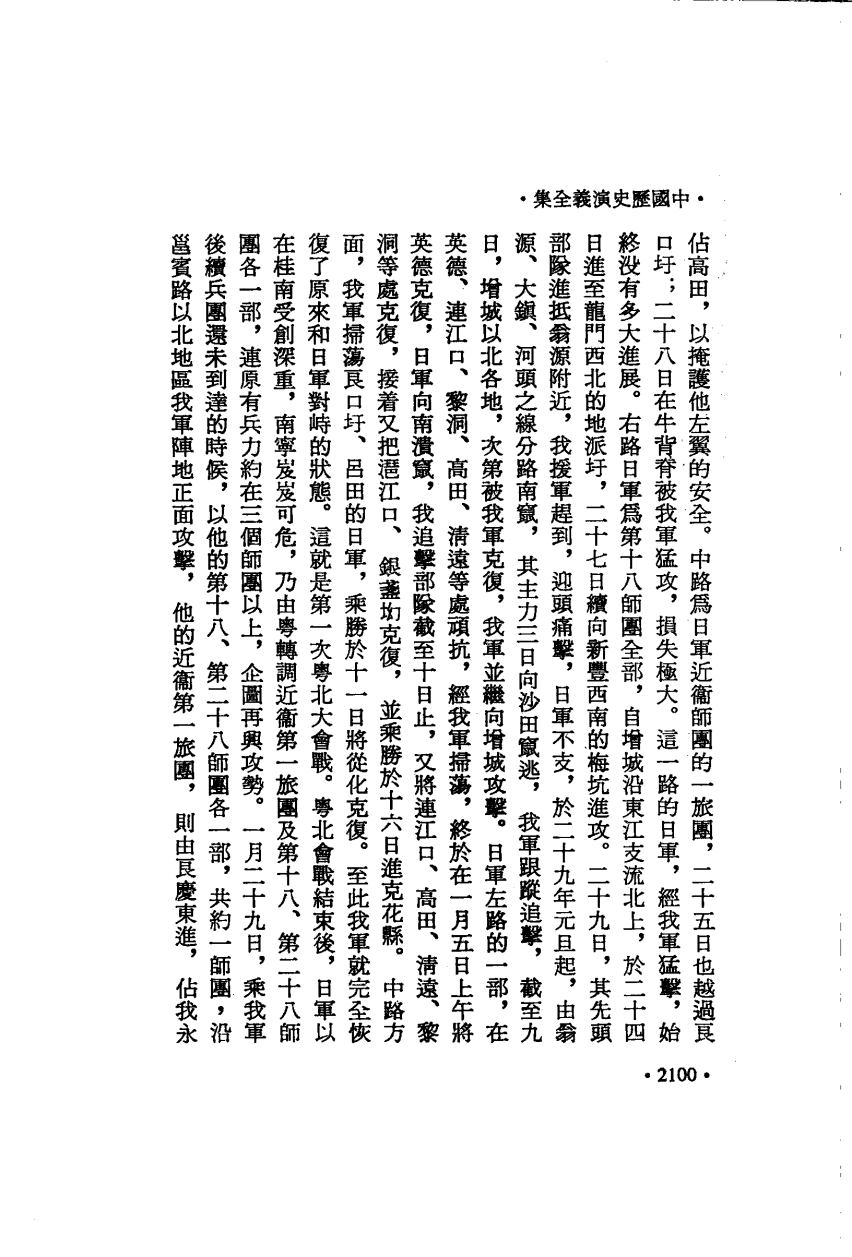 ·中國歷史演義全集·
佔高田，以掩護他左翼的安全。中路爲日軍近衞師團的一旅團，二十五日也越過良
口圩；二十八日在牛背脊被我軍猛攻，損失極大。這一路的日軍，經我軍猛擊，始
終没有多大進展。右路日軍爲第十八師團全部，自增城沿東江支流北上，於二十四
日進至龍門西北的地派圩，二十七日續向新豐西南的梅坑進攻。二十九日，其先頭
部隊進抵翁源附近，我援軍趕到，迎頭痛擊，日軍不支，於二十九年元旦起，由翁
源、大鎭、河頭之線分路南竄，其主力三日向沙田竄逃，我軍跟蹤追擊，截至九
日，增城以北各地，次第被我軍克復，我軍並繼向增城攻擊。日軍左路的一部，在
英德、連江口、黎洞、高田、淸遠等處頑抗，經我軍掃蕩，終於在一月五日上午將
英德克復，日軍向南潰竄，我追擊部隊截至十日止，又將連江口、高田、淸遠、黎
洞等處克復，接着又把琶江口、銀盞坳克復，並乘勝於十六日進克花縣。中路方
面，我軍掃蕩良口圩、呂田的日軍，乘勝於十一日將從化克復。至此我軍就完全恢
復了原來和日軍對峙的狀態。這就是第一次粵北大會戰。粵北會戰結束後，日軍以
在桂南受創深重，南寧岌岌可危，乃由粵轉調近衞第一旅團及第十八、第二十八師
團各一部，連原有兵力約在三個師團以上，企圖再興攻勢。一月二十九日，乘我軍
後續兵團還未到達的時候，以他的第十八、第二十八師團各一部，共約一師團，沿
邕賓路以北地區我軍陣地正面攻擊，他的近衞第一旅團，則由良慶東進，佔我永
·2100·